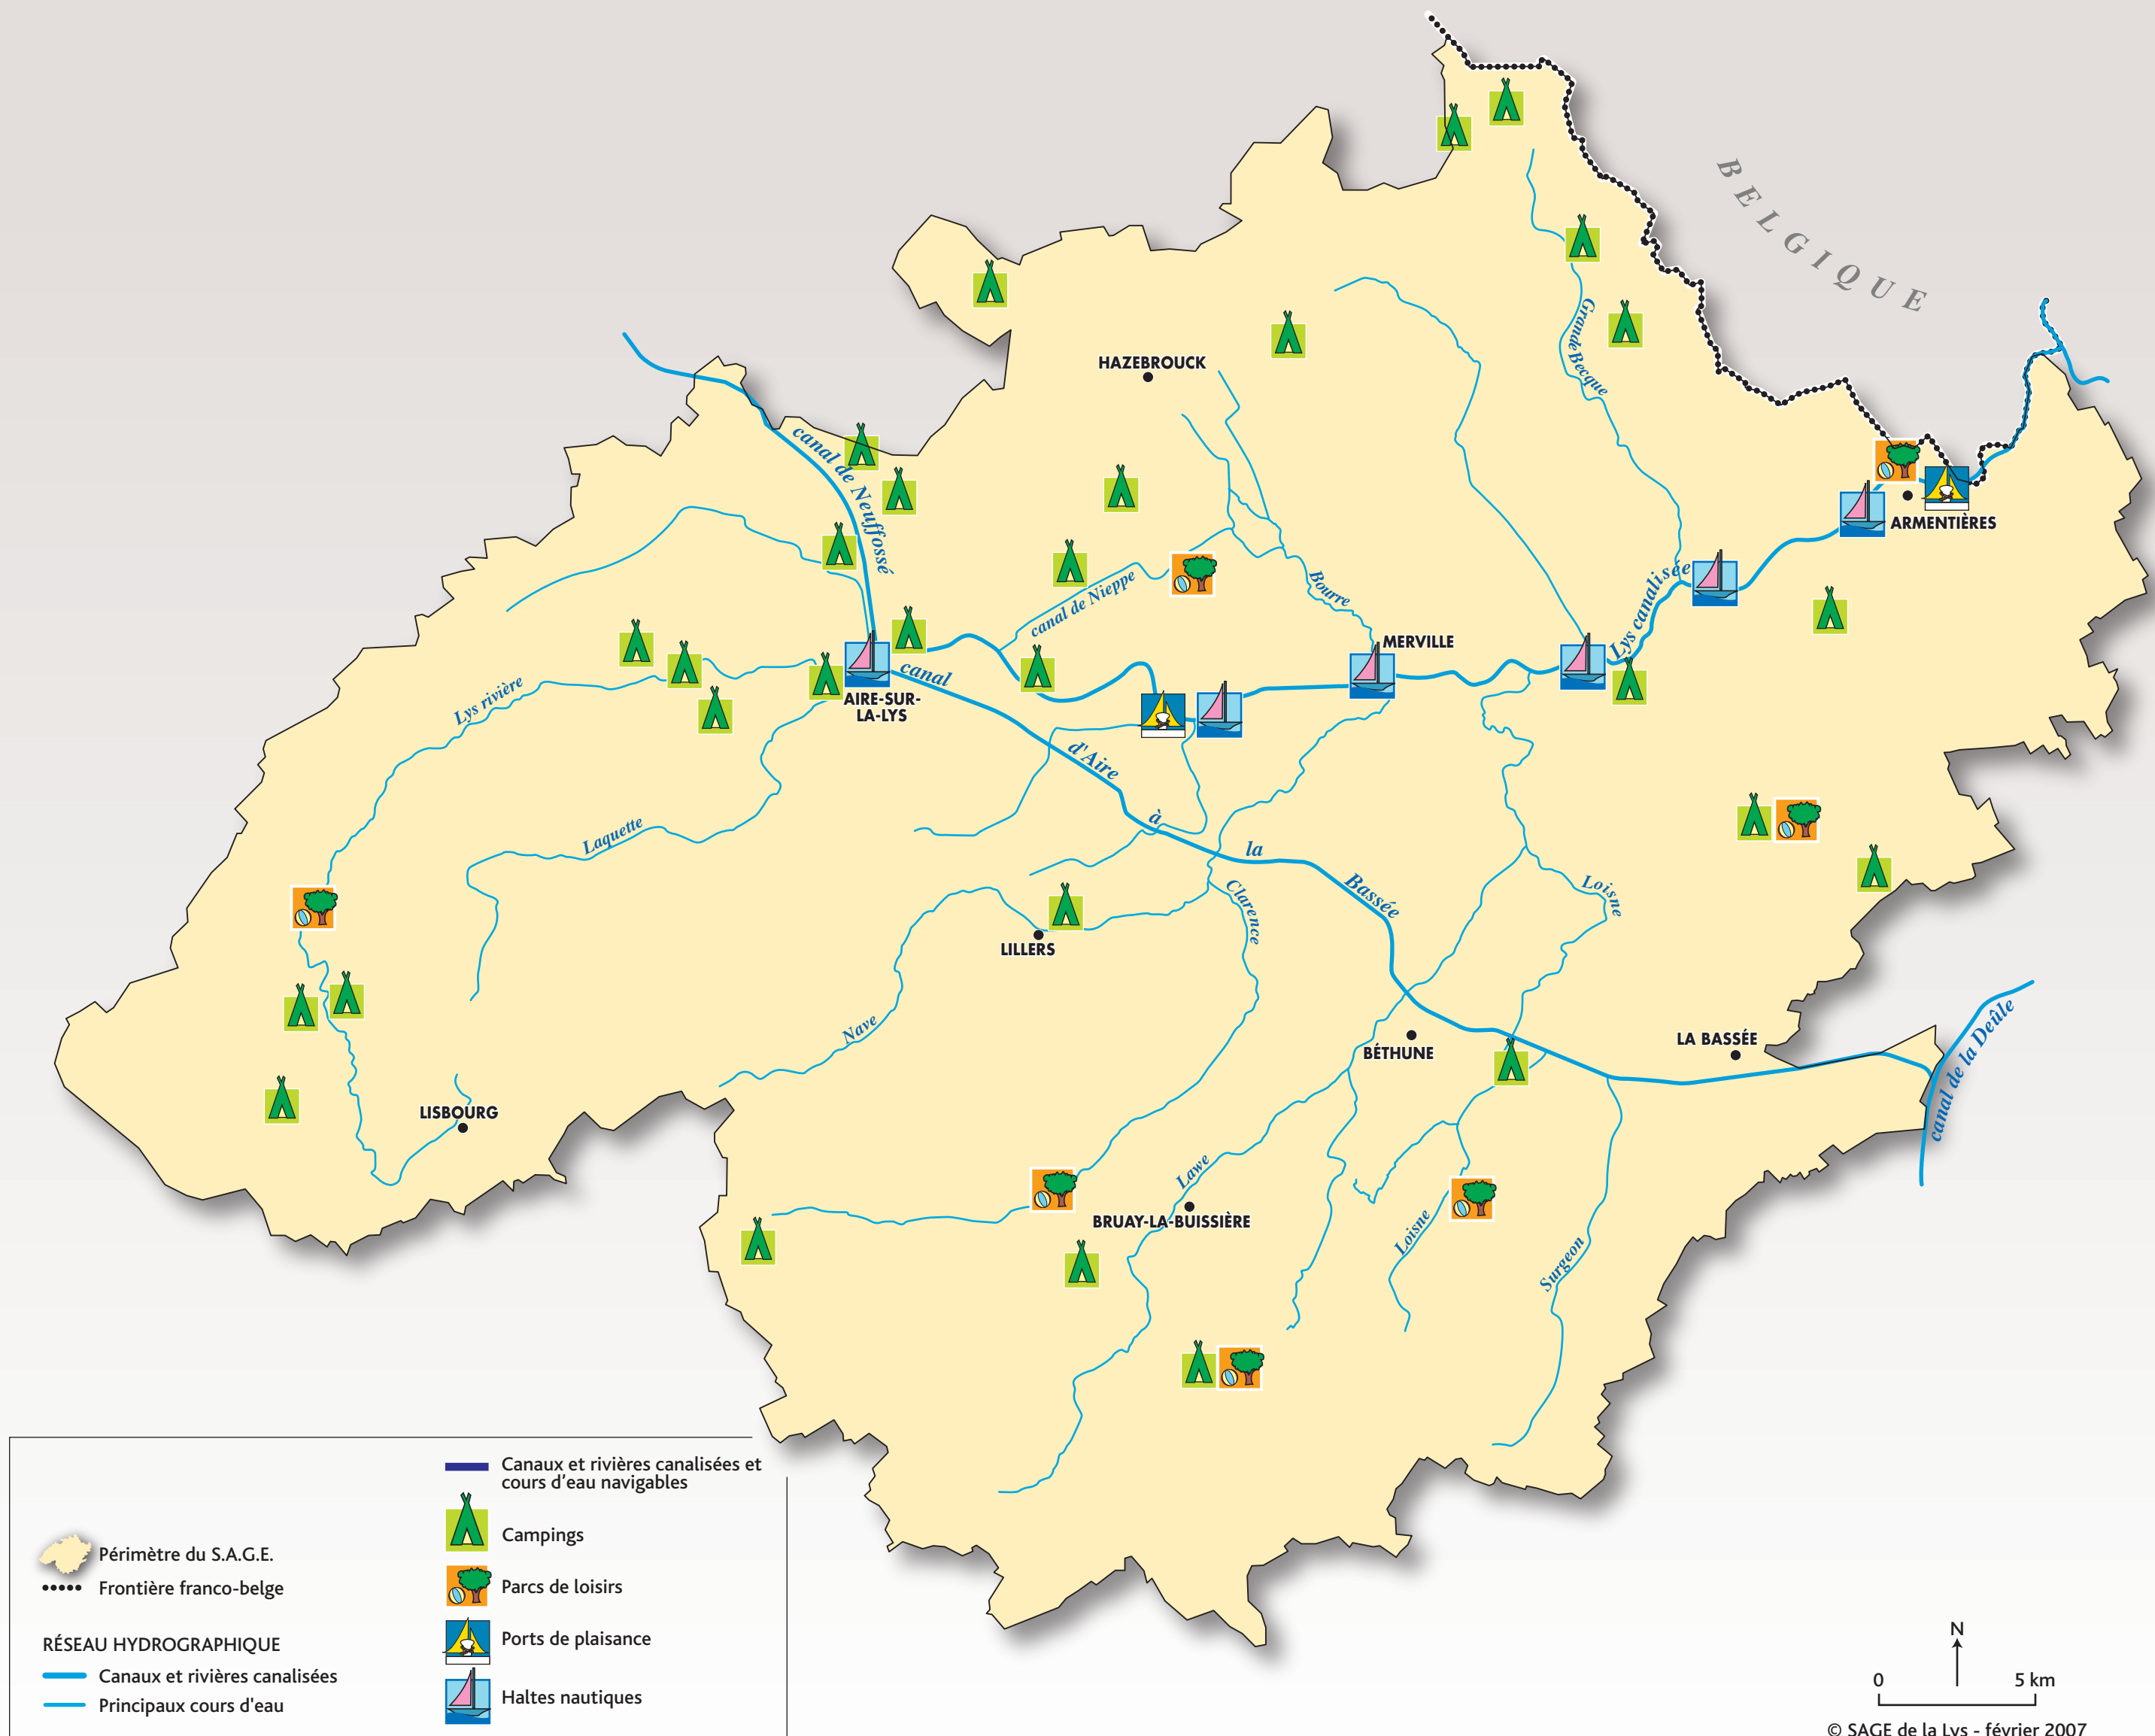 BELGIQUE
HAZEBROUCK
Grande Becque
canal de Neuffossé
ARMENTIÈRES
Lys canalisée
canal de Nieppe
Bourre
MERVILLE
Lys rivière
AIRE-SUR-
LA-LYS
canal
d'Aire
à
la
Bassée
Laquette
Clarence
Loisne
LILLERS
Nave
BÉTHUNE
LA BASSÉE
canal de la Deûle
LISBOURG
Lawe
BRUAY-LA-BUISSIÈRE
Loisne
Surgeon
Périmètre du S.A.G.E.
Frontière franco-belge
RÉSEAU HYDROGRAPHIQUE
Canaux et rivières canalisées
Principaux cours d'eau
Canaux et rivières canalisées et
cours d'eau navigables
Campings
Parcs de loisirs
Ports de plaisance
Haltes nautiques
N
0 5 km
© SAGE de la Lys - février 2007